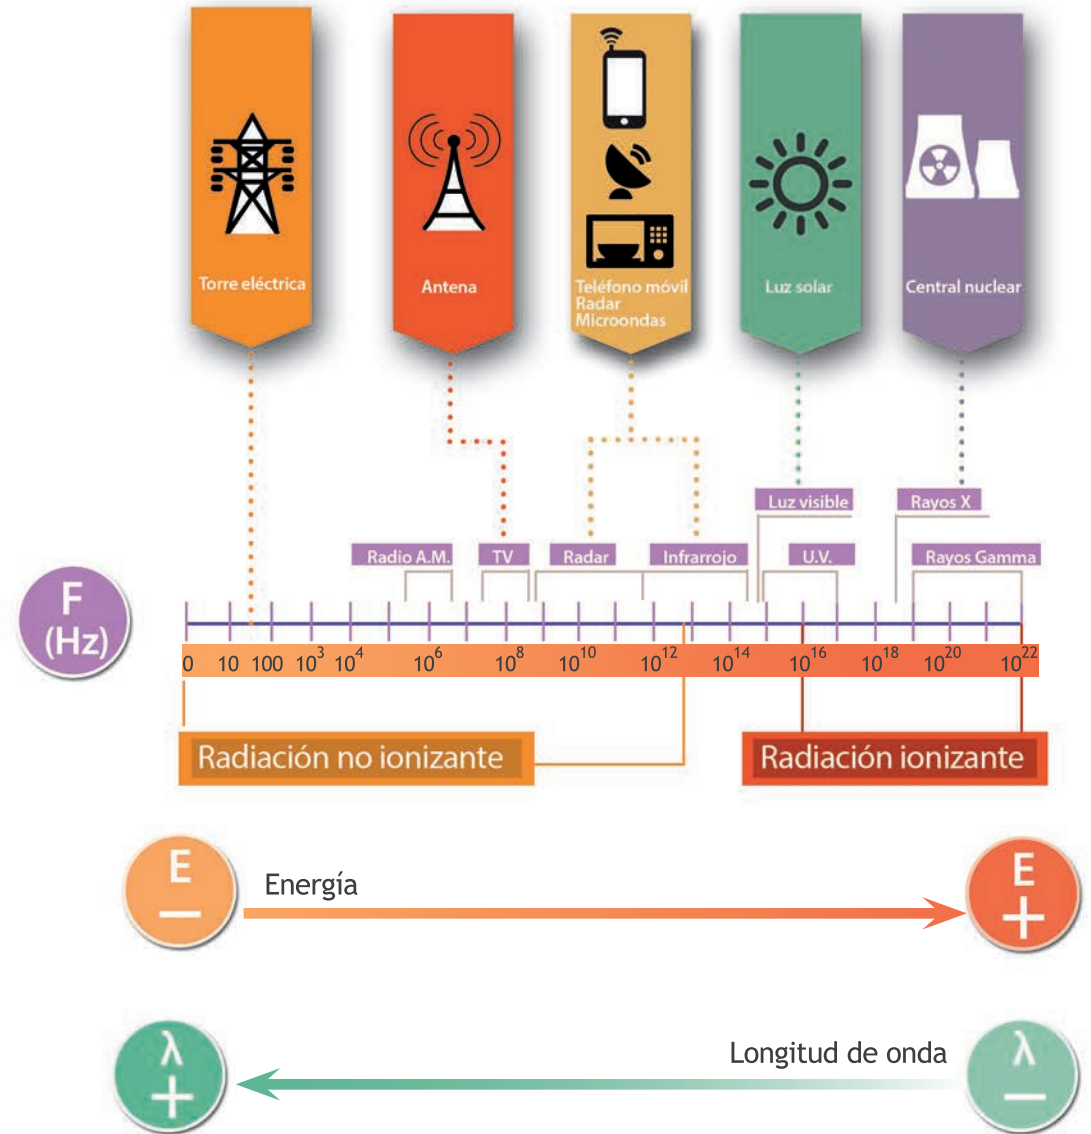 Torre eléctrica
Antena
Teléfono móvil
Radar
Microondas
Luz solar
Central nuclear
Luz visible
Rayos X
Radio A.M.
TV
Radar
Infrarrojo
U.V.
Rayos Gamma
F
(Hz)
0 10 100 10³ 10⁴ 10⁶ 10⁸ 10¹⁰ 10¹² 10¹⁴ 10¹⁶ 10¹⁸ 10²⁰ 10²²
Radiación no ionizante
Radiación ionizante
E
−
Energía
E
+
λ
+
Longitud de onda
λ
−